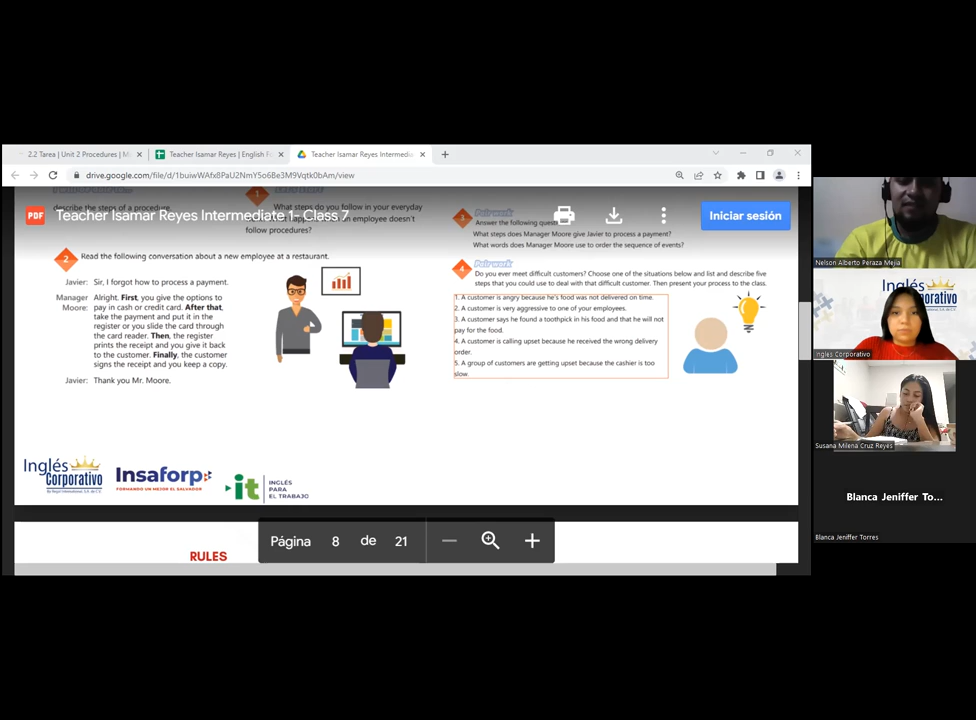 2.2 Tarea | Unit 2 Procedures |
Teacher Isamar Reyes | English F
Teacher Isamar Reyes Intermedi
drive.google.com/file/d/1buiwWAfx8PaU2NmY5o6Be3M9Vqtk0bAm/view
describe the steps of a procedure.
What steps do you follow in your everyday
an employee doesn't
follow procedures?
PDF
Teacher Isamar Reyes Intermediate 1- Class 7
Iniciar sesión
2
Read the following conversation about a new employee at a restaurant.
Javier: Sir, I forgot how to process a payment.
Manager Alright. First, you give the options to
Moore: pay in cash or credit card. After that,
take the payment and put it in the
register or you slide the card through
the card reader. Then, the register
prints the receipt and you give it back
to the customer. Finally, the customer
signs the receipt and you keep a copy.
Javier: Thank you Mr. Moore.
3
Pair work
Answer the following quest
What steps does Manager Moore give Javier to process a payment?
What words does Manager Moore use to order the sequence of events?
4
Pair work
Do you ever meet difficult customers? Choose one of the situations below and list and describe five
steps that you could use to deal with that difficult customer. Then present your process to the class.
1. A customer is angry because he's food was not delivered on time.
2. A customer is very aggressive to one of your employees.
3. A customer says he found a toothpick in his food and that he will not
pay for the food.
4. A customer is calling upset because he received the wrong delivery
order.
5. A group of customers are getting upset because the cashier is too
slow.
Inglés
Corporativo
Insaforp
FORMANDO UN MEJOR EL SALVADOR
it
INGLÉS
PARA
EL TRABAJO
RULES
Página 8 de 21
Nelson Alberto Peraza Mejia
Inglés
Corporativo
Susana Milena Cruz Reyes
Blanca Jeniffer To...
Blanca Jeniffer Torres